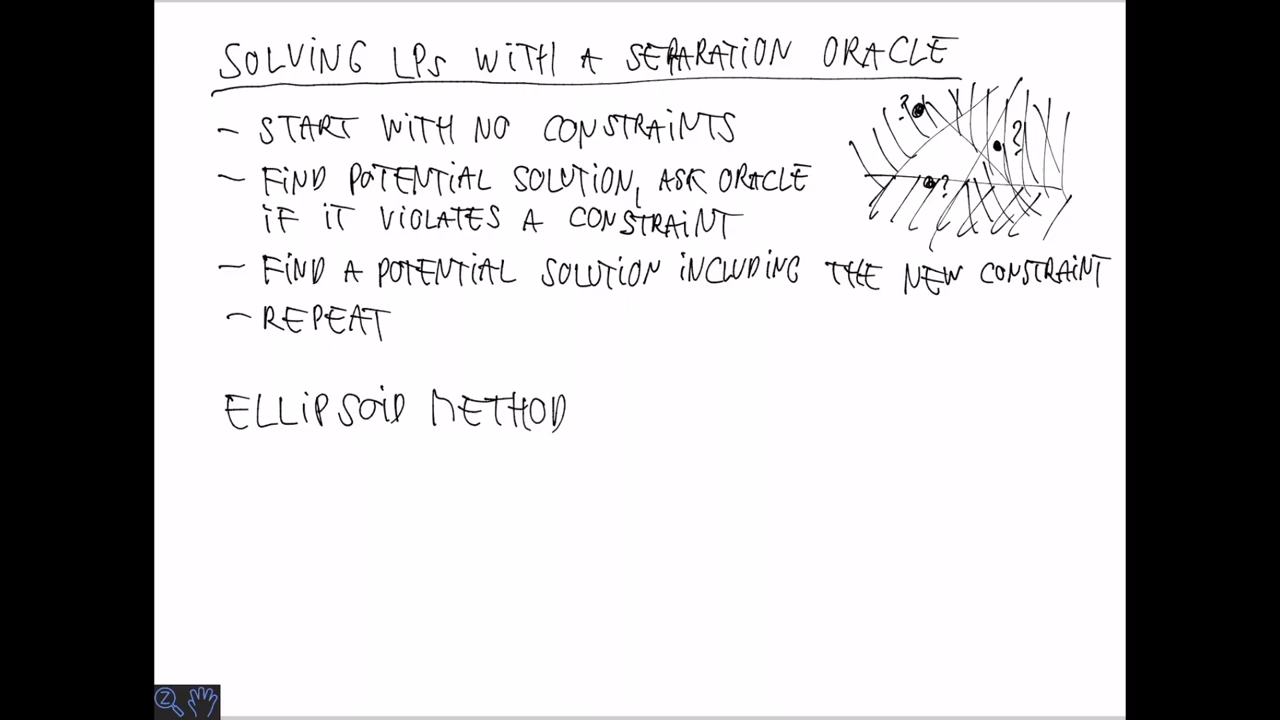 SOLViNG LPs WiTH A SEPARATiON ORACLE
~ START WiTH NO CONSTRAiNTS
~ FiND POTENTiAL SOLUTiON, ASK ORACLE
iF iT ViOLATES A CONSTRAiNT
~ FiND A POTENTiAL SOLUTiON iNCLUDiNG THE NEW CONSTRAiNT
~ REPEAT
ELLiPSOiD METHOD
?
?
?
Z